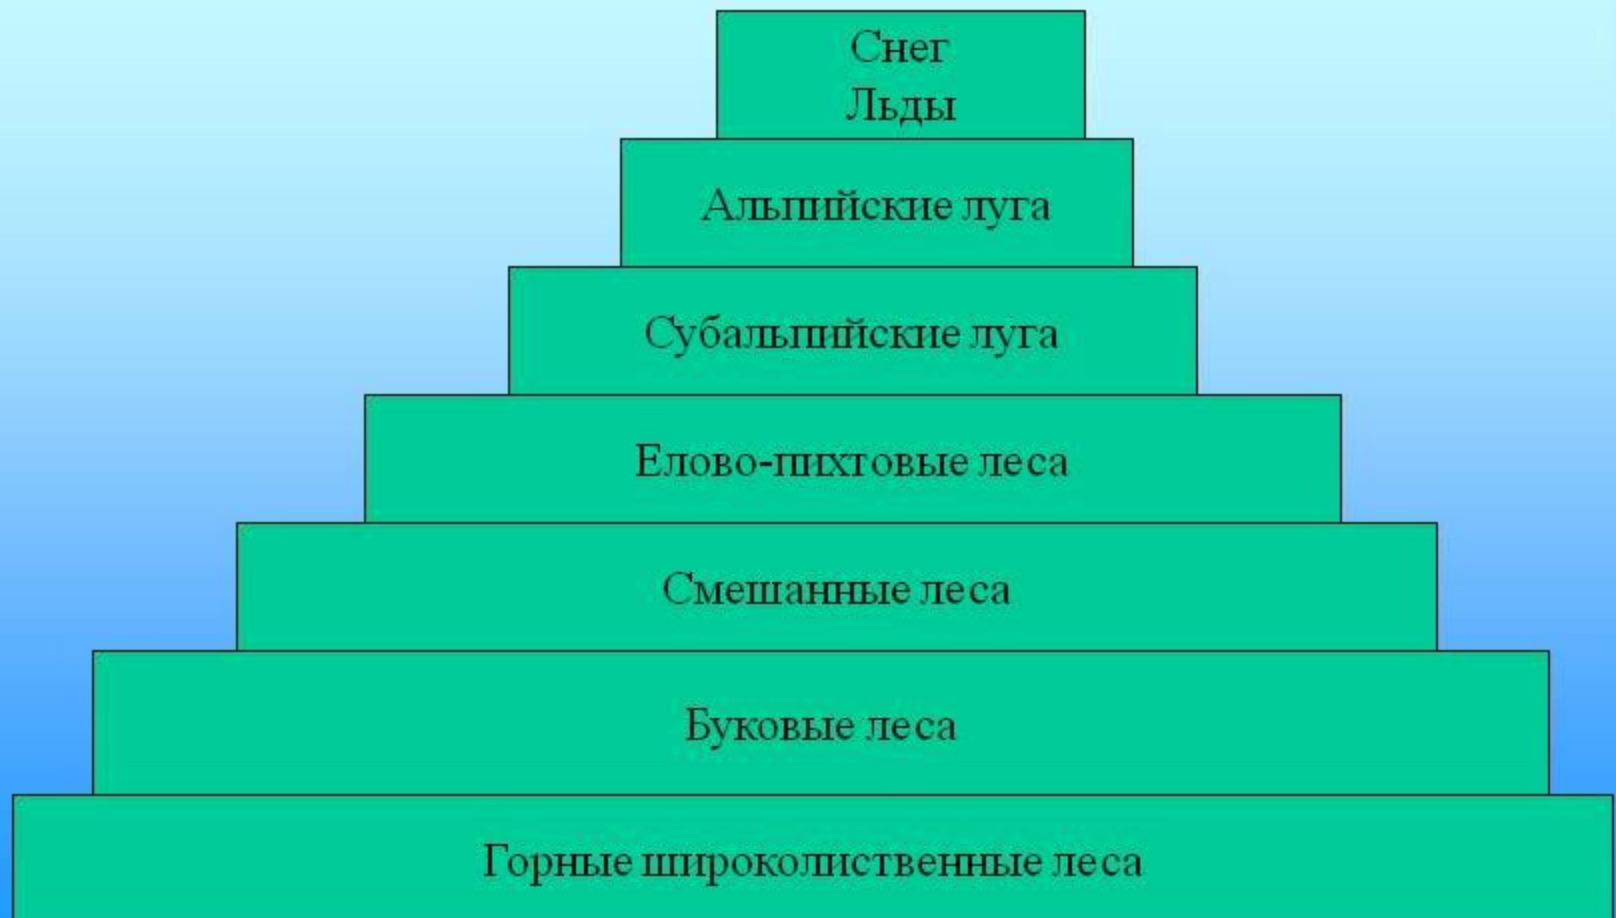 Снег
Льды
Альпийские луга
Субальпийские луга
Елово-пихтовые леса
Смешанные леса
Буковые леса
Горные широколиственные леса